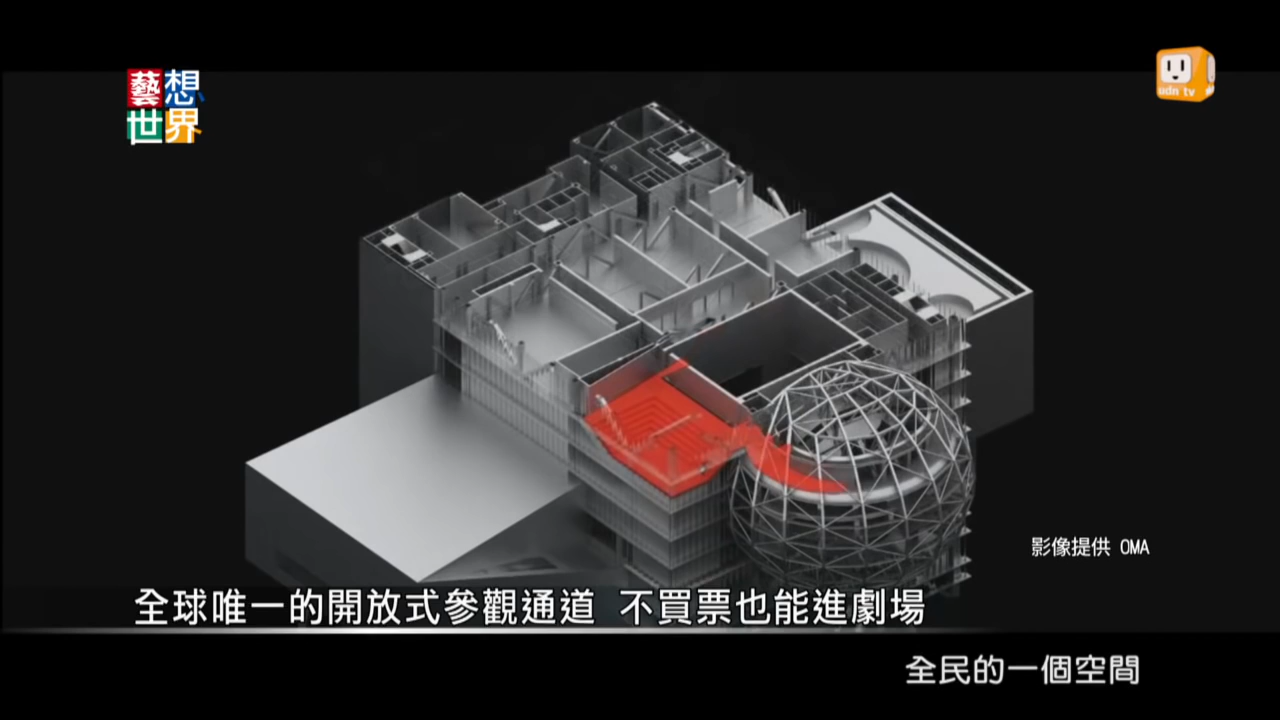 藝想
世界
udn tv
影像提供 OMA
全球唯一的開放式參觀通道 不買票也能進劇場
全民的一個空間